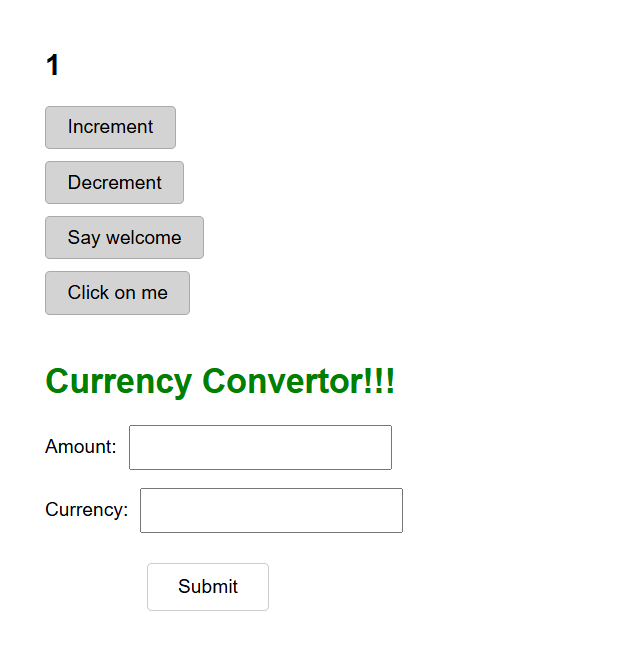 1
Increment
Decrement
Say welcome
Click on me
Currency Convertor!!!
Amount:
Currency:
Submit